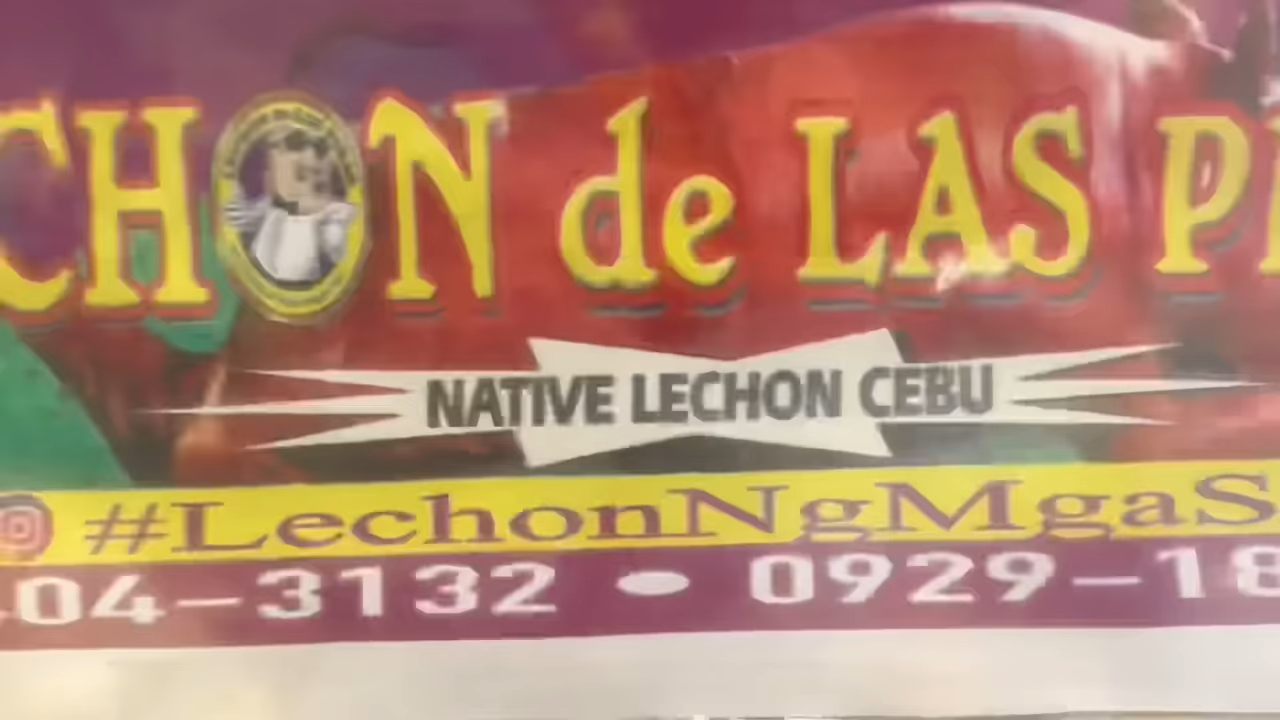 CHON de LAS P
NATIVE LECHON CEBU
#LechonNgMgaS
04-3132 • 0929-18